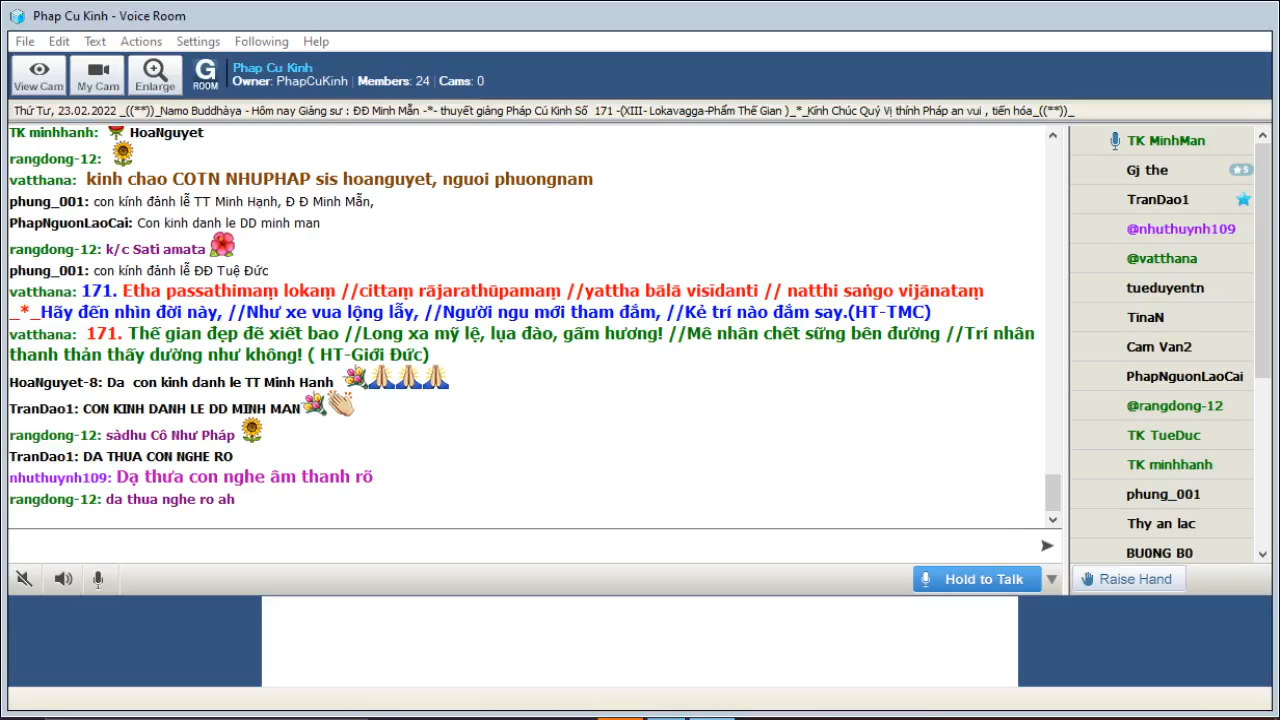 Phap Cu Kinh - Voice Room
File Edit Text Actions Settings Following Help
View Cam My Cam Enlarge G ROOM
Phap Cu Kinh
Owner: PhapCuKinh | Members: 24 | Cams: 0
Thứ Tư, 23.02.2022 _((**))_Namo Buddhàya - Hôm nay Giảng sư : ĐĐ Minh Mẫn -*- thuyết giảng Pháp Cú Kinh Số 171 -(XIII- Lokavagga-Phẩm Thế Gian )_*_Kính Chúc Quý Vị thính Pháp an vui , tiến hóa_((**))_
TK minhhanh: HoaNguyet
rangdong-12:
vatthana: kinh chao COTN NHUPHAP sis hoanguyet, nguoi phuongnam
phung_001: con kính đảnh lễ TT Minh Hạnh, Đ Đ Minh Mẫn,
PhapNguonLaoCai: Con kinh danh le DD minh man
rangdong-12: k/c Sati amata
phung_001: con kính đảnh lễ ĐĐ Tuệ Đức
vatthana: 171. Etha passathimaṃ lokaṃ //cittaṃ rājarathūpamaṃ //yattha bālā visīdanti // natthi saṅgo vijānataṃ
_*_Hãy đến nhìn đời này, //Như xe vua lộng lẫy, //Người ngu mới tham đắm, //Kẻ trí nào đắm say.(HT-TMC)
vatthana: 171. Thế gian đẹp đẽ xiết bao //Long xa mỹ lệ, lụa đào, gấm hương! //Mê nhân chết sững bên đường //Trí nhân
thanh thản thấy dường như không! ( HT-Giới Đức)
HoaNguyet-8: Da con kinh danh le TT Minh Hanh
TranDao1: CON KINH DANH LE DD MINH MAN
rangdong-12: sàdhu Cô Như Pháp
TranDao1: DA THUA CON NGHE RO
nhuthuynh109: Dạ thưa con nghe âm thanh rõ
rangdong-12: da thua nghe ro ah
Hold to Talk
TK MinhMan
Gj the 5
TranDao1
@nhuthuynh109
@vatthana
tueduyentn
TinaN
Cam Van2
PhapNguonLaoCai
@rangdong-12
TK TueDuc
TK minhhanh
phung_001
Thy an lac
BU0NG B0
Raise Hand